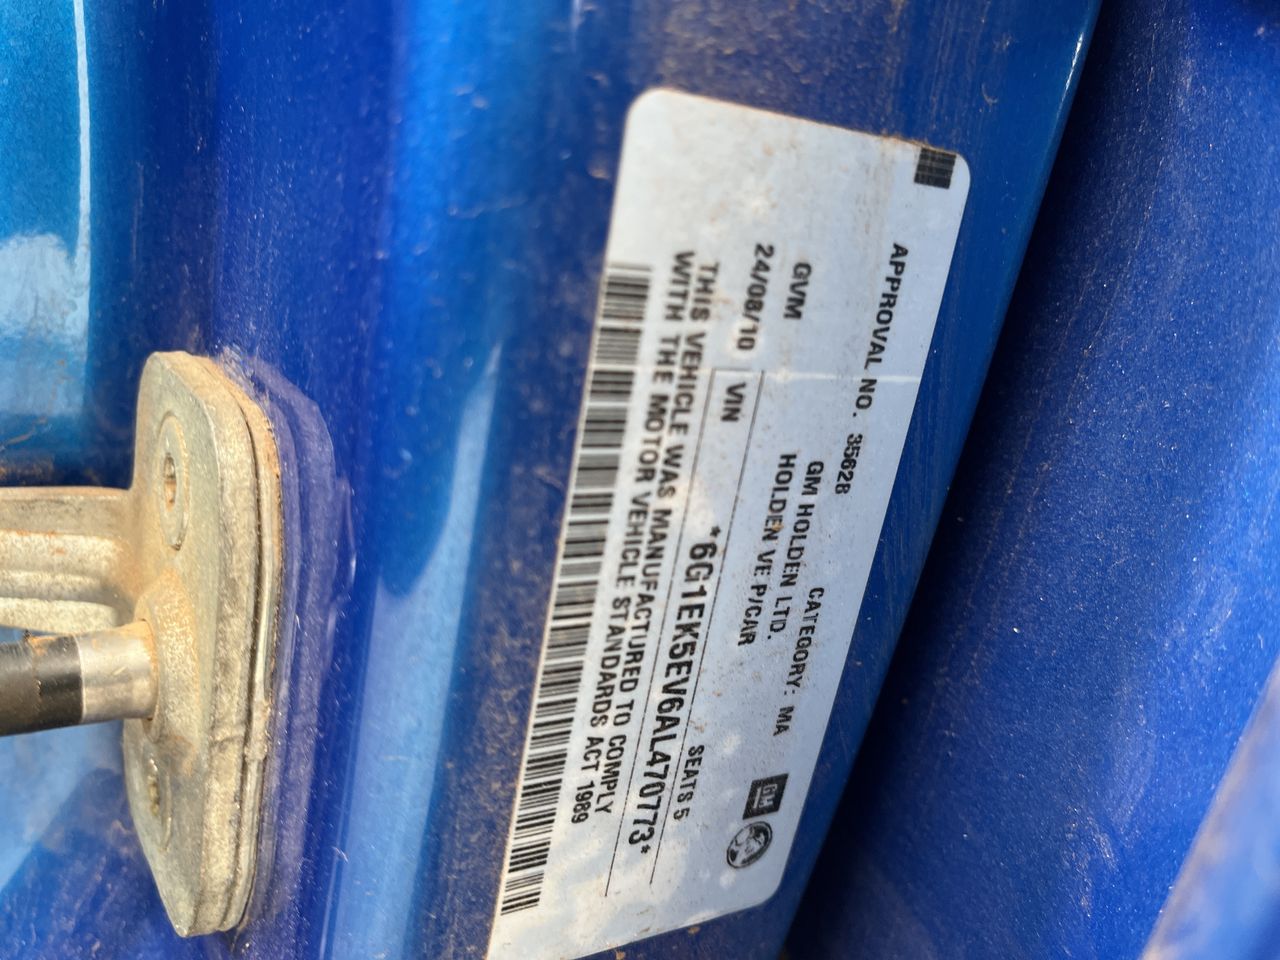 APPROVAL NO. 35628
CATEGORY: MA
GM HOLDEN LTD.
GVM HOLDEN VE P/CAR
GM
24/08/10 SEATS 5
VIN *6G1EK5EV6AL470773*
THIS VEHICLE WAS MANUFACTURED TO COMPLY
WITH THE MOTOR VEHICLE STANDARDS ACT 1989